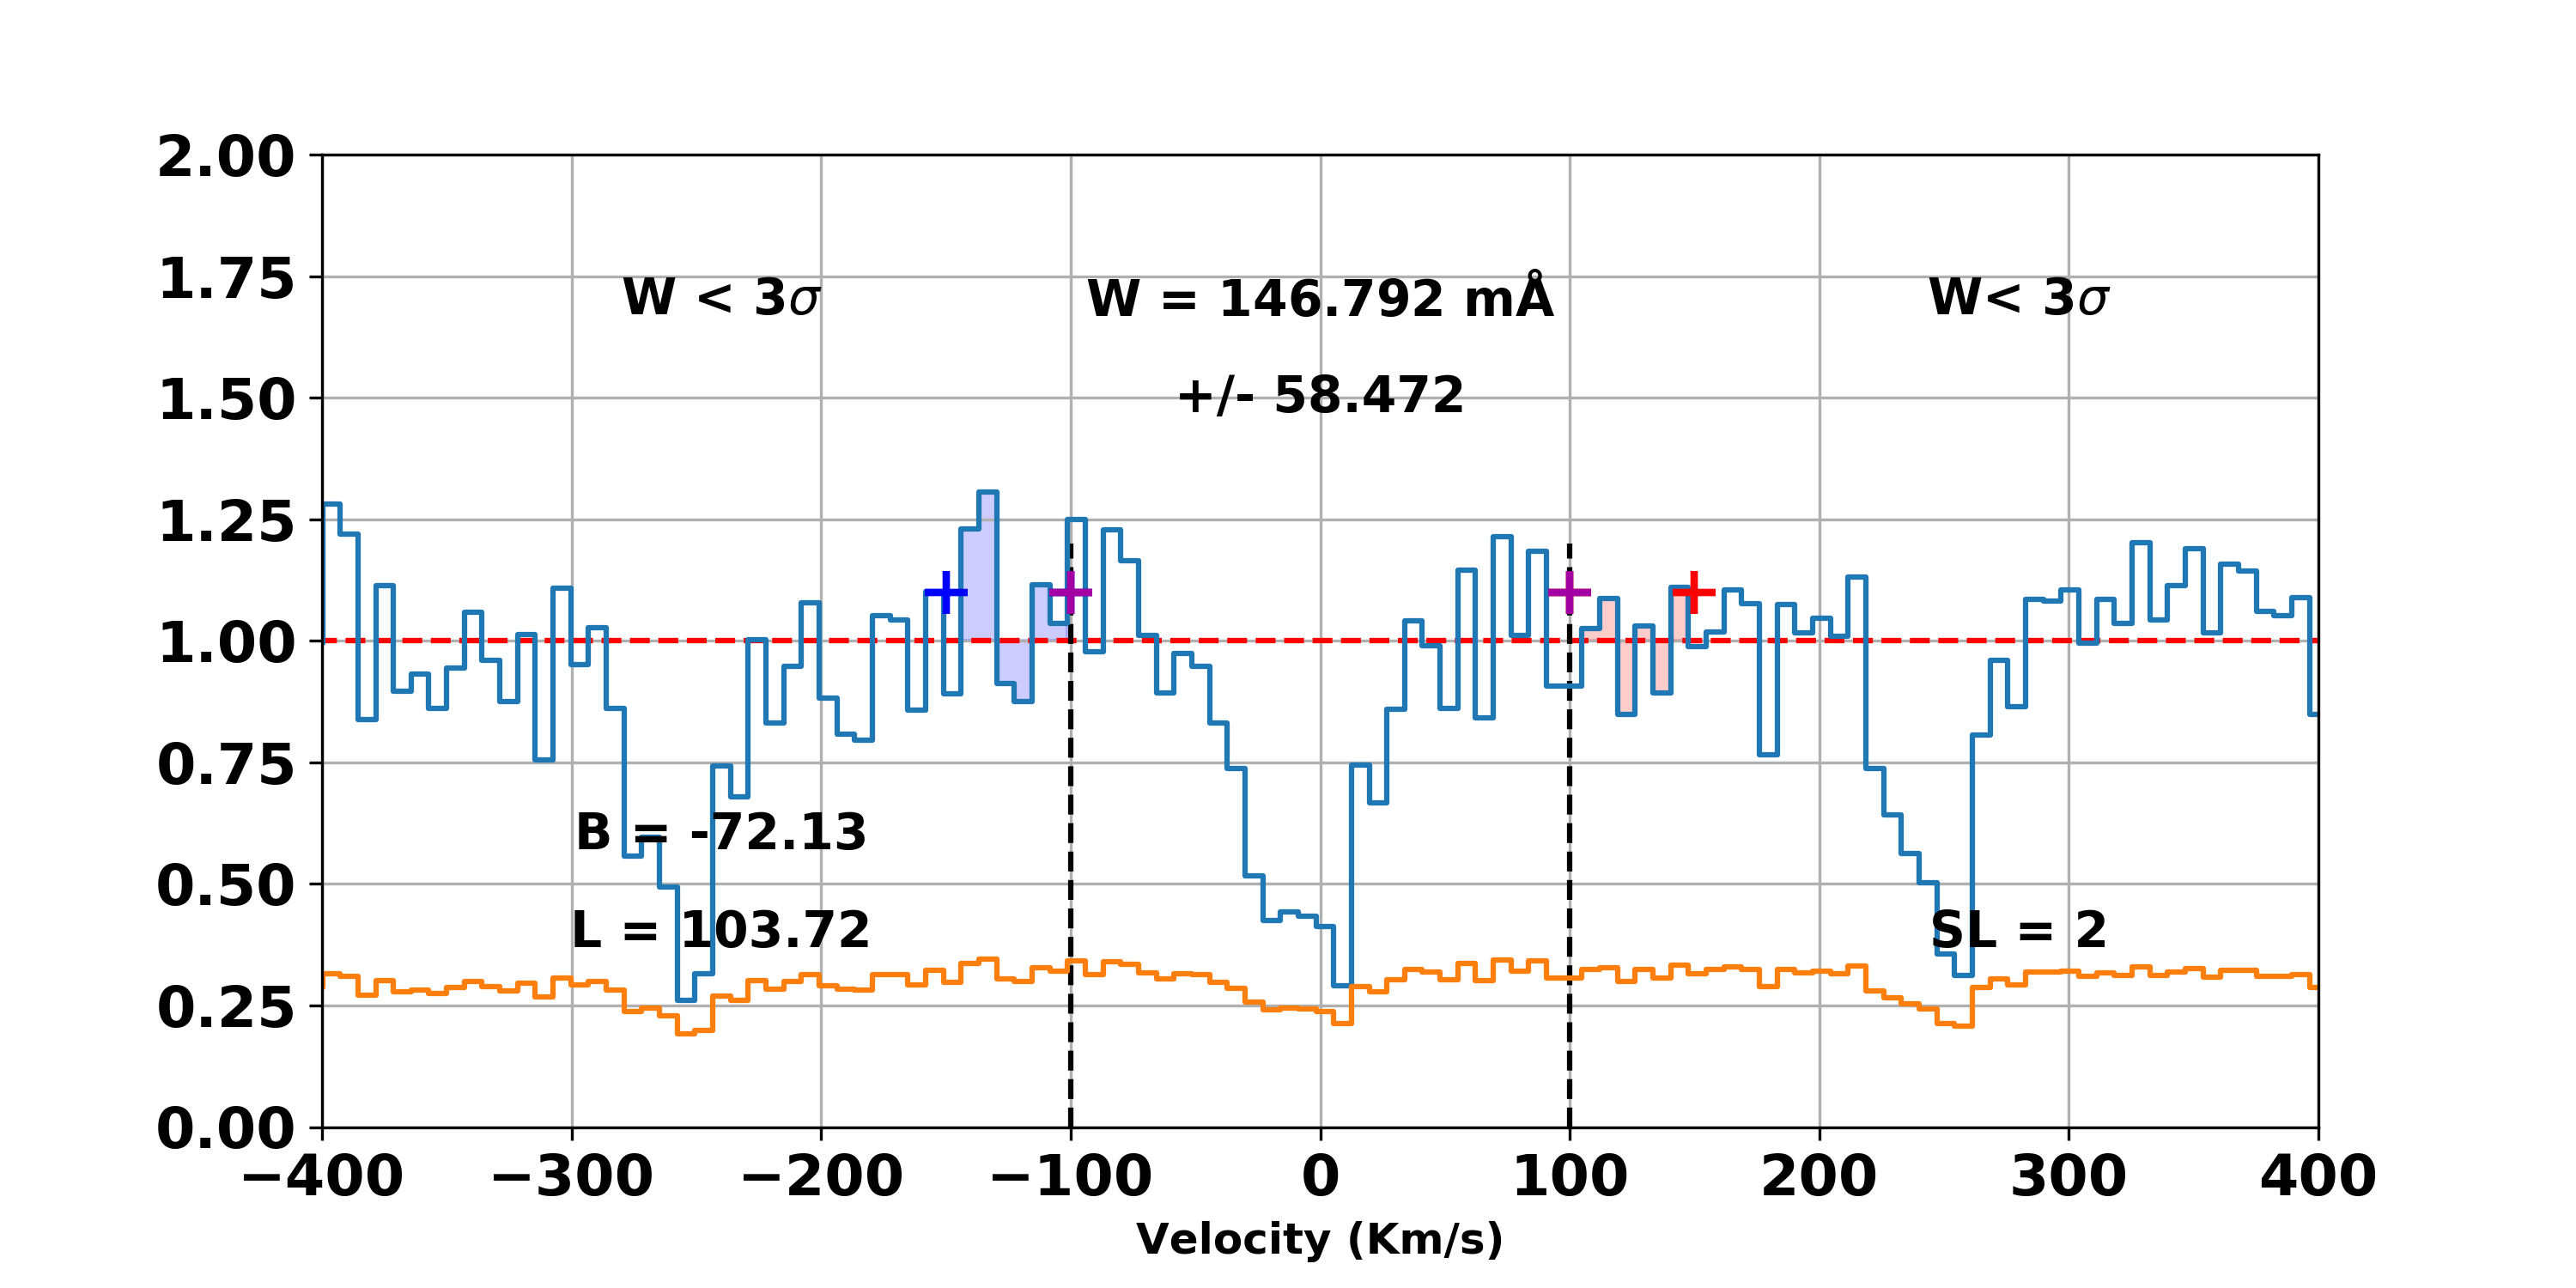 2.00
1.75
1.50
1.25
1.00
0.75
0.50
0.25
0.00
W < 3σ
W = 146.792 mÅ
W< 3σ
+/- 58.472
B = -72.13
L = 103.72
SL = 2
−400 −300 −200 −100 0 100 200 300 400
Velocity (Km/s)